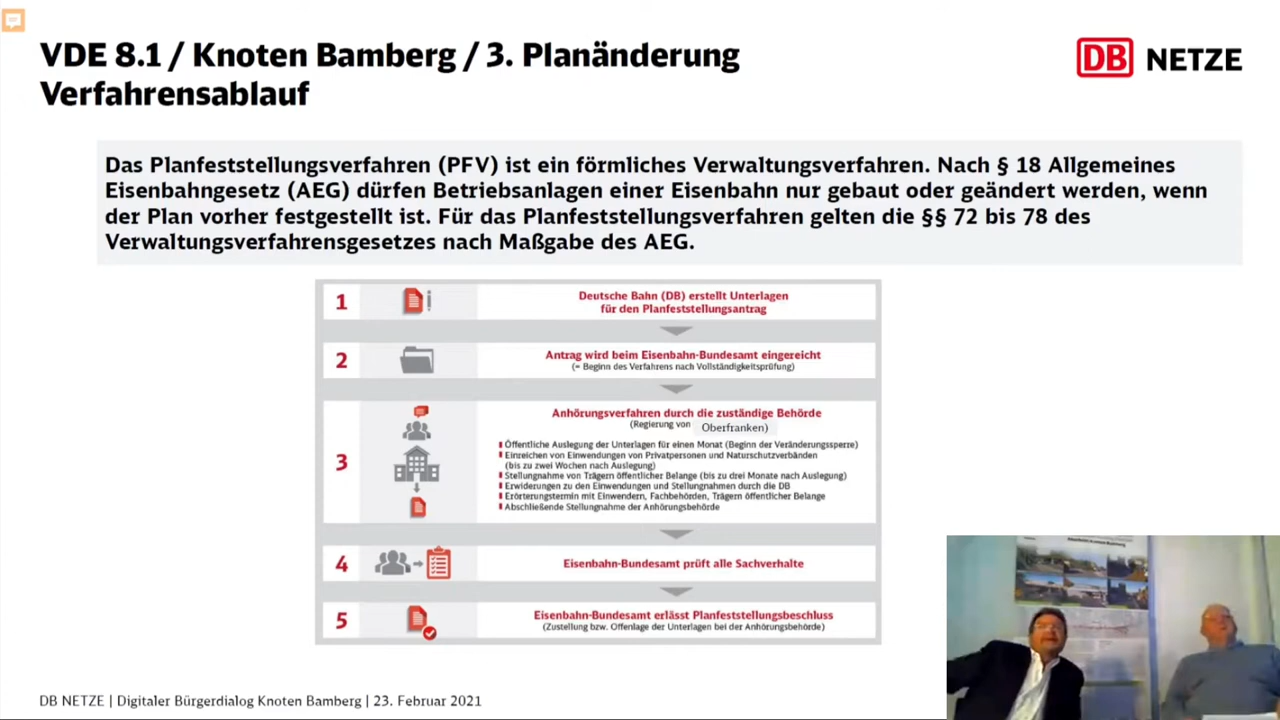 VDE 8.1 / Knoten Bamberg / 3. Planänderung
Verfahrensablauf
DB NETZE
Das Planfeststellungsverfahren (PFV) ist ein förmliches Verwaltungsverfahren. Nach § 18 Allgemeines
Eisenbahngesetz (AEG) dürfen Betriebsanlagen einer Eisenbahn nur gebaut oder geändert werden, wenn
der Plan vorher festgestellt ist. Für das Planfeststellungsverfahren gelten die §§ 72 bis 78 des
Verwaltungsverfahrensgesetzes nach Maßgabe des AEG.
1
Deutsche Bahn (DB) erstellt Unterlagen
für den Planfeststellungsantrag
2
Antrag wird beim Eisenbahn-Bundesamt eingereicht
(= Beginn des Verfahrens nach Vollständigkeitsprüfung)
3
Anhörungsverfahren durch die zuständige Behörde
(Regierung von Oberfranken)
Öffentliche Auslegung der Unterlagen für einen Monat (Beginn der Veränderungssperre)
Einreichen von Einwendungen von Privatpersonen und Naturschutzverbänden
(bis zu zwei Wochen nach Auslegung)
Stellungnahme von Trägern öffentlicher Belange (bis zu drei Monate nach Auslegung)
Erwiderungen zu den Einwendungen und Stellungnahmen durch die DB
Erörterungstermin mit Einwendern, Fachbehörden, Trägern öffentlicher Belange
Abschließende Stellungnahme der Anhörungsbehörde
4
Eisenbahn-Bundesamt prüft alle Sachverhalte
5
Eisenbahn-Bundesamt erlässt Planfeststellungsbeschluss
(Zustellung bzw. Offenlage der Unterlagen bei der Anhörungsbehörde)
DB NETZE | Digitaler Bürgerdialog Knoten Bamberg | 23. Februar 2021